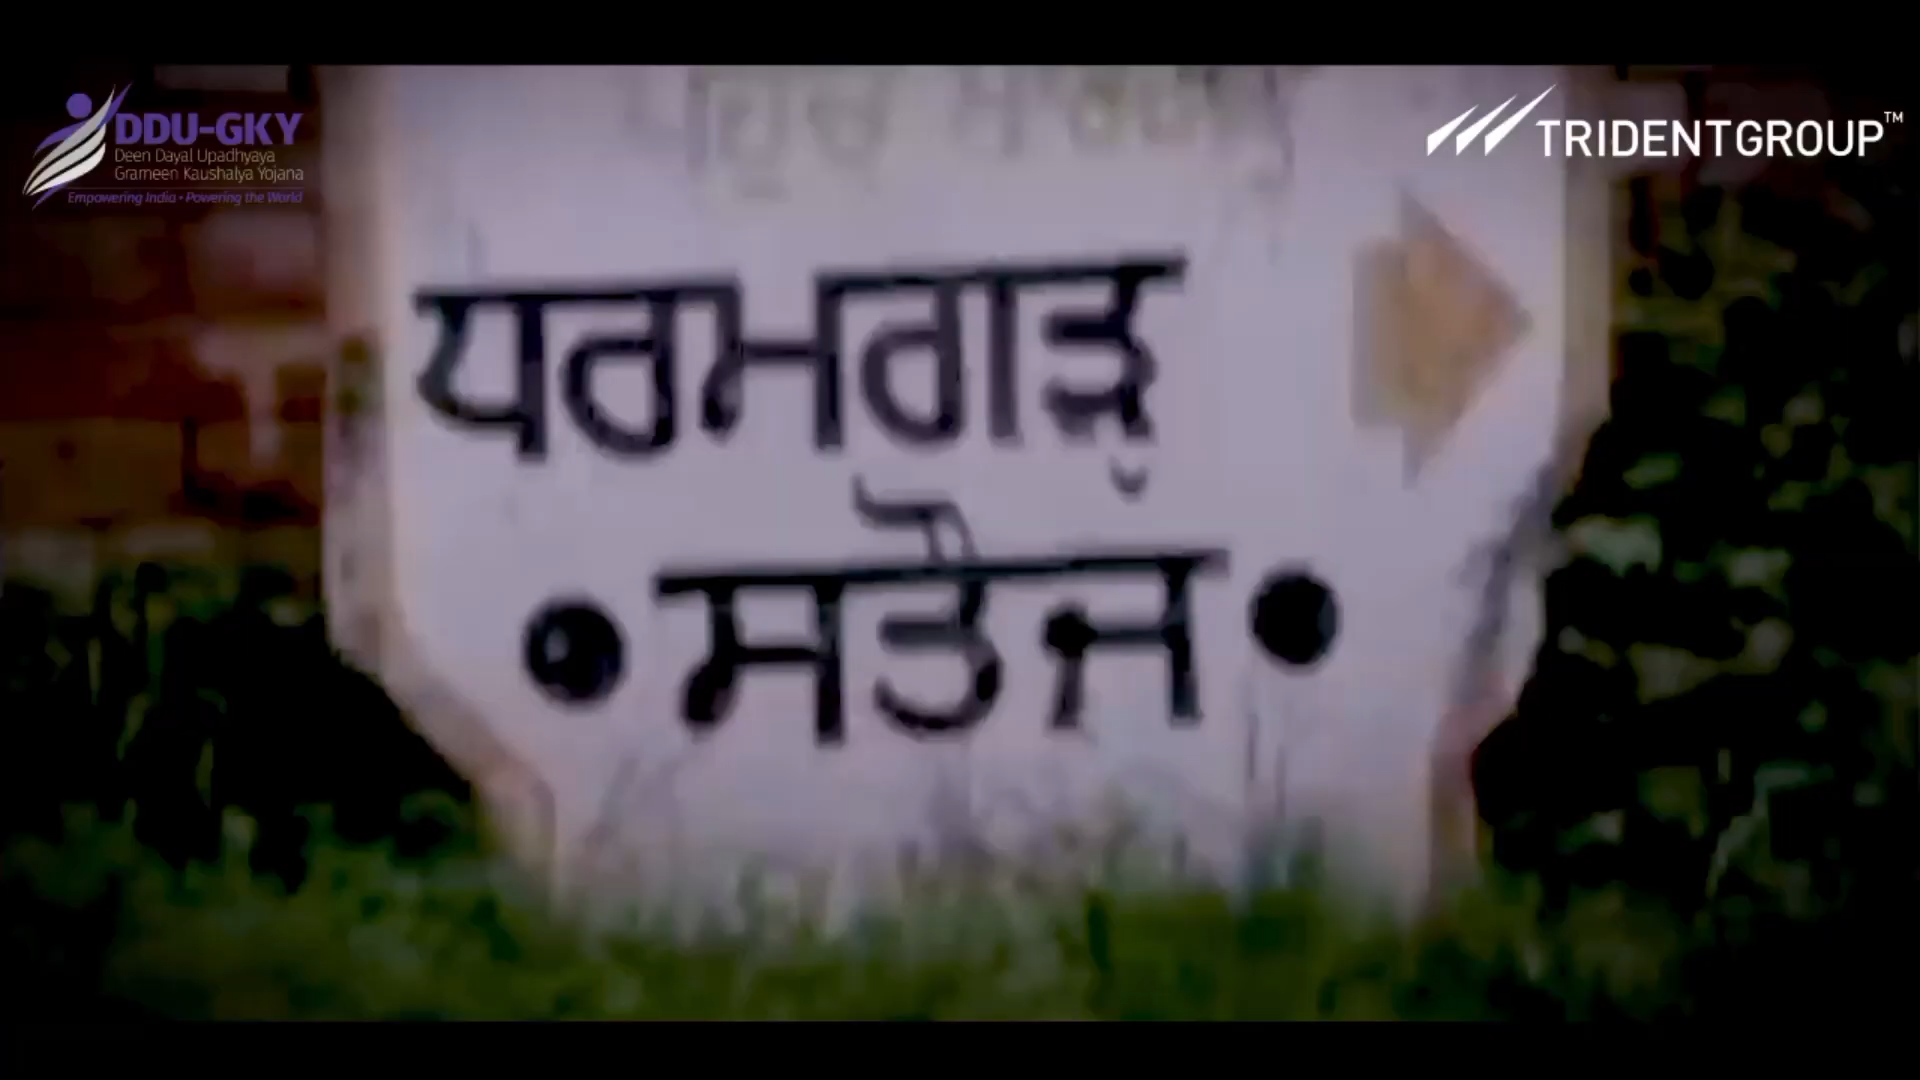 DDU-GKY
Deen Dayal Upadhyaya
Grameen Kaushalya Yojana
Empowering India • Powering the World
TRIDENTGROUP™
ਧਰਮਗੜ੍ਹ
• ਸਤੌਜ •